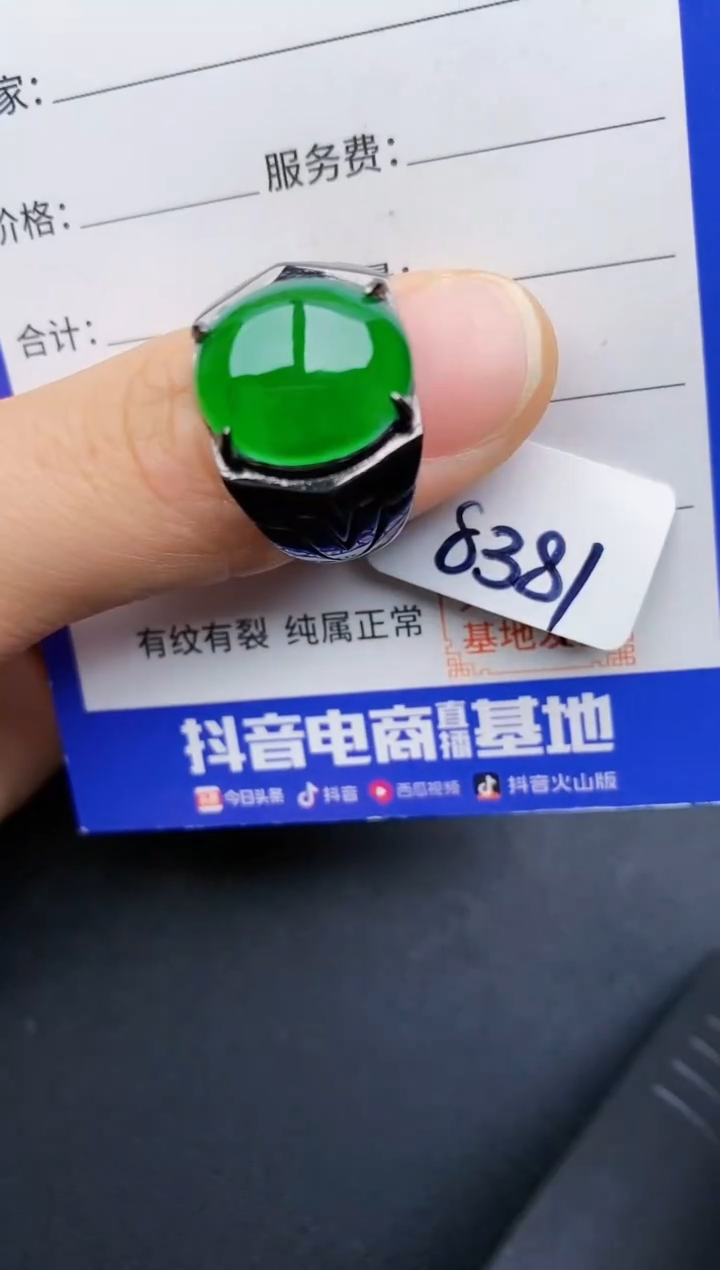 家：
服务费：
价格：
合计：
8381
有纹有裂 纯属正常
基地
抖音电商直播基地
今日头条 抖音 西瓜视频 抖音火山版